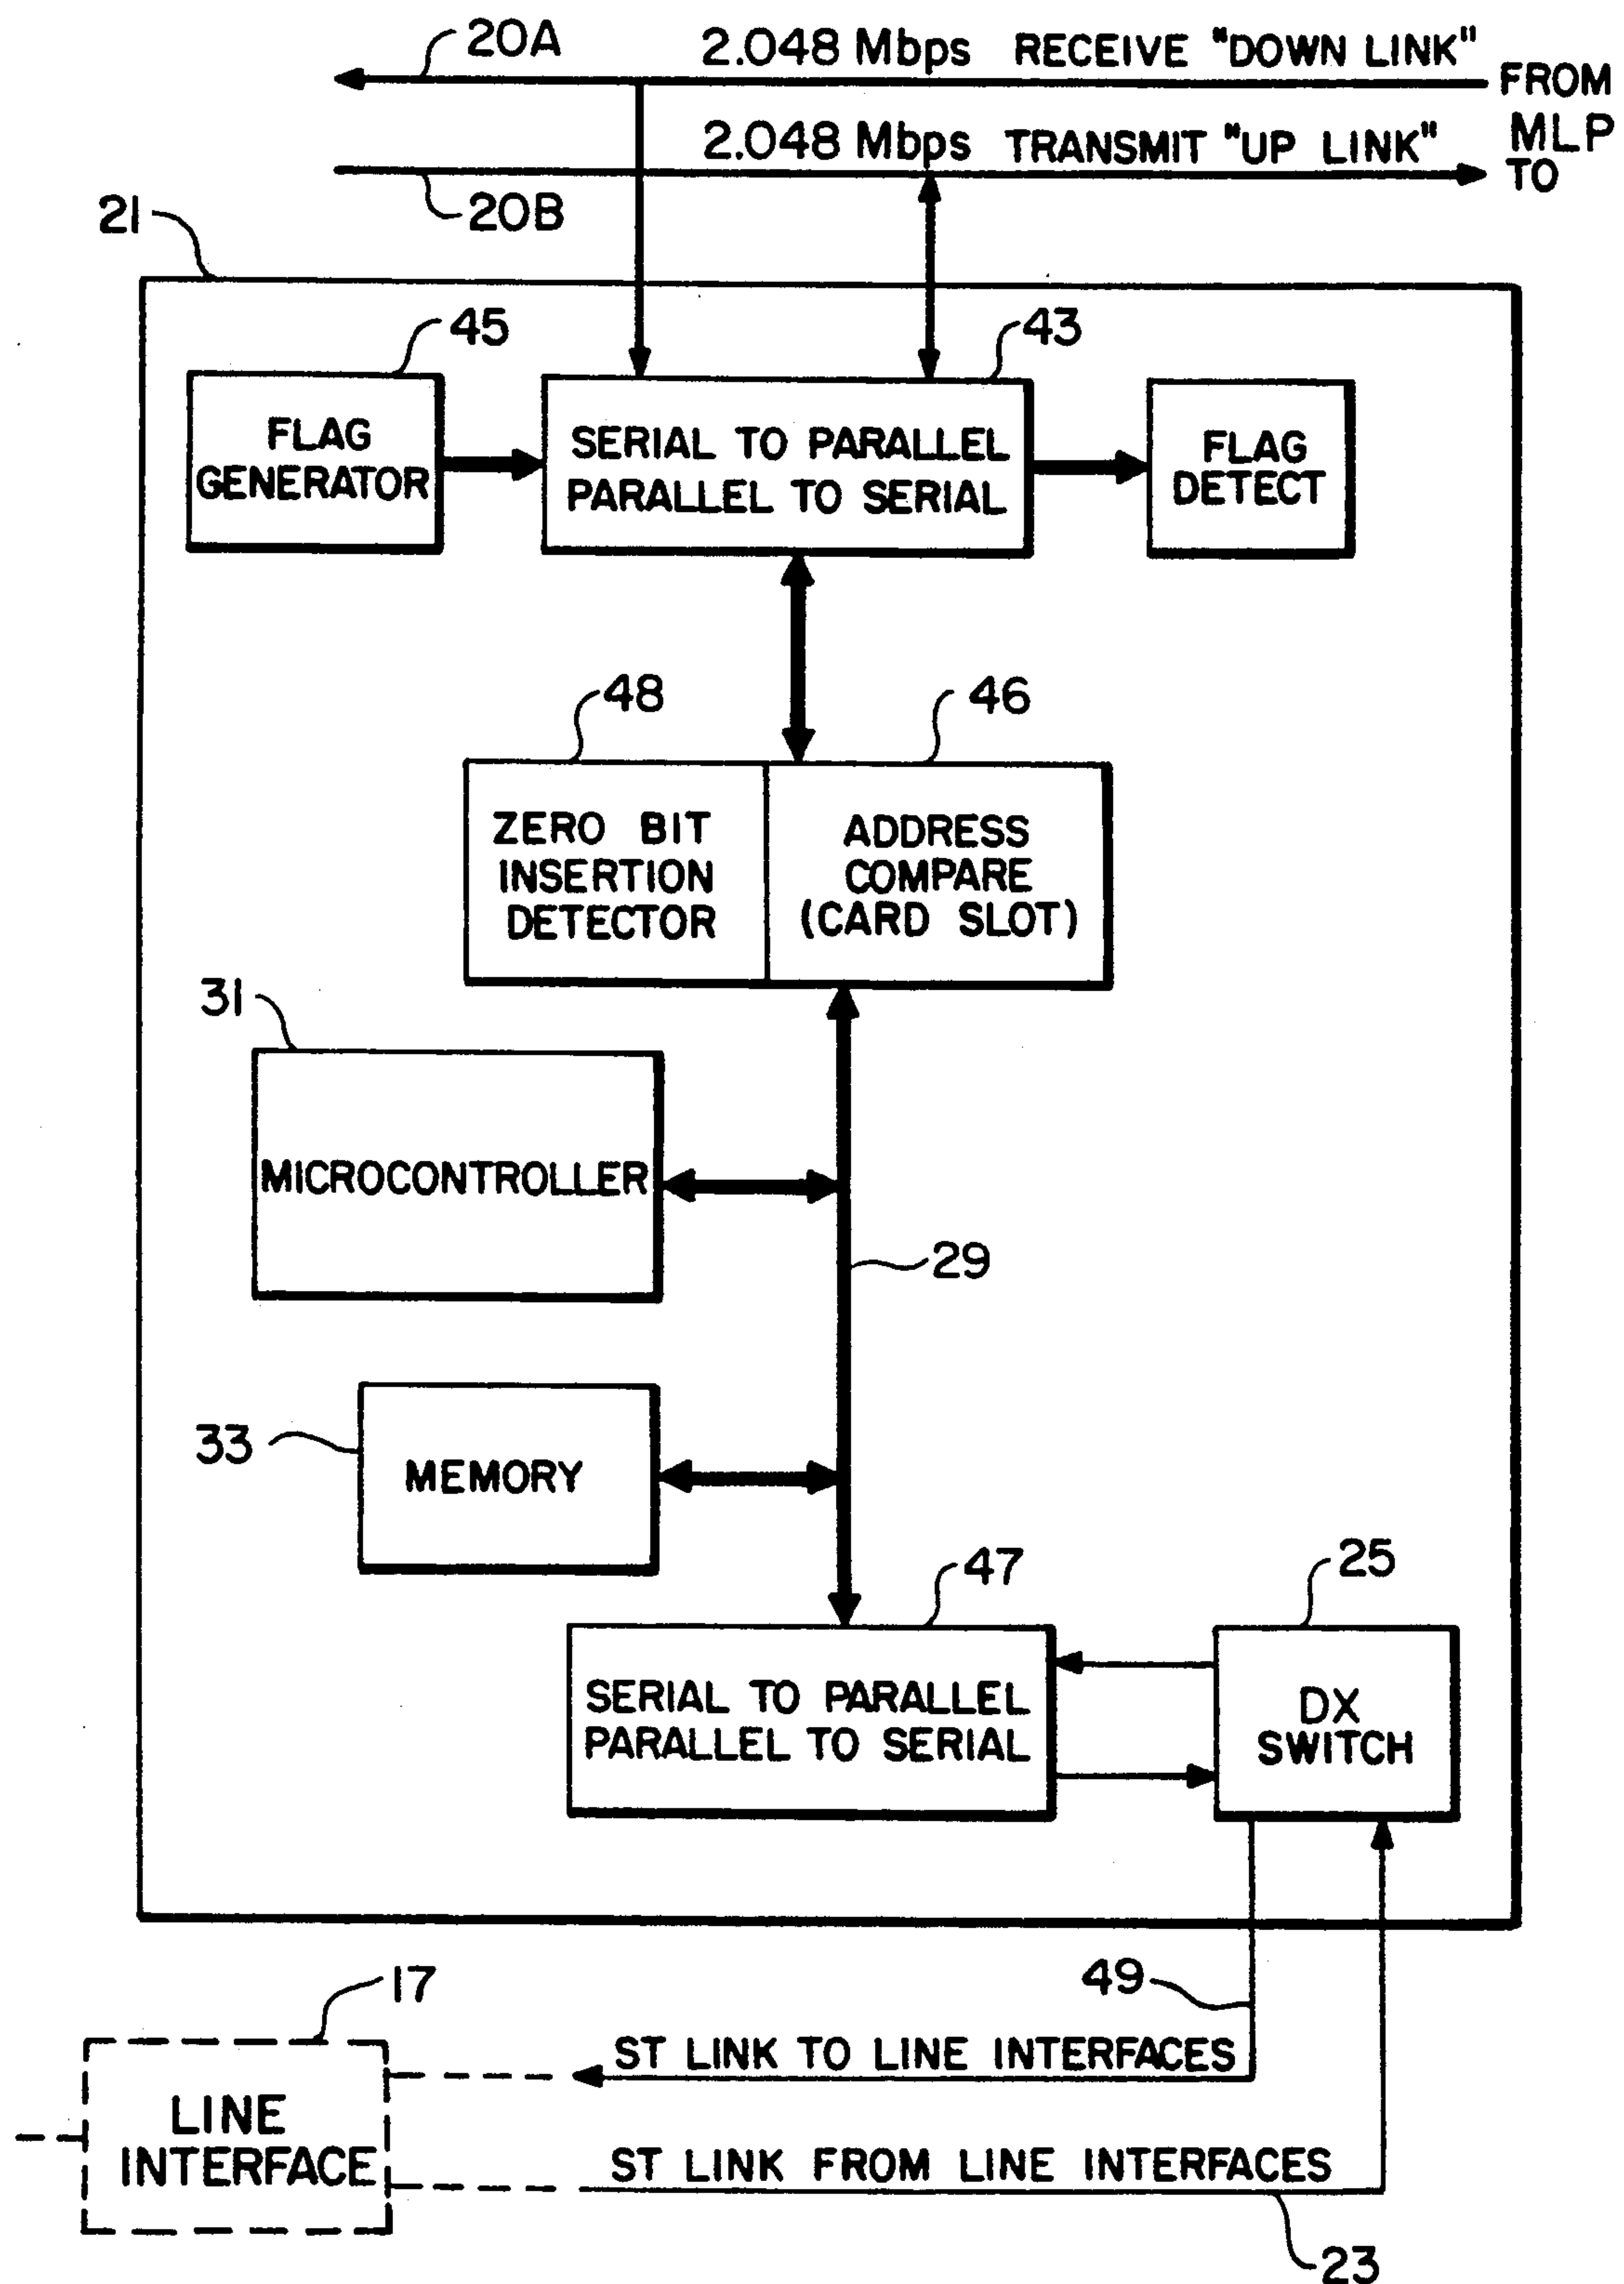 20A
2.048 Mbps RECEIVE "DOWN LINK"
FROM
MLP
TO
2.048 Mbps TRANSMIT "UP LINK"
20B
21
45
43
FLAG
GENERATOR
SERIAL TO PARALLEL
PARALLEL TO SERIAL
FLAG
DETECT
48
46
ZERO BIT
INSERTION
DETECTOR
ADDRESS
COMPARE
(CARD SLOT)
31
MICROCONTROLLER
29
33
MEMORY
47
25
SERIAL TO PARALLEL
PARALLEL TO SERIAL
DX
SWITCH
49
17
ST LINK TO LINE INTERFACES
LINE
INTERFACE
ST LINK FROM LINE INTERFACES
23